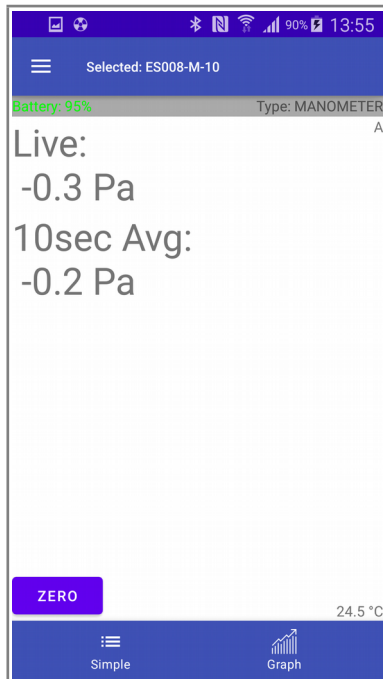 90% 13:55
Selected: ES008-M-10
Battery: 95% Type: MANOMETER
A
Live:
-0.3 Pa
10sec Avg:
-0.2 Pa
ZERO
24.5 °C
Simple Graph